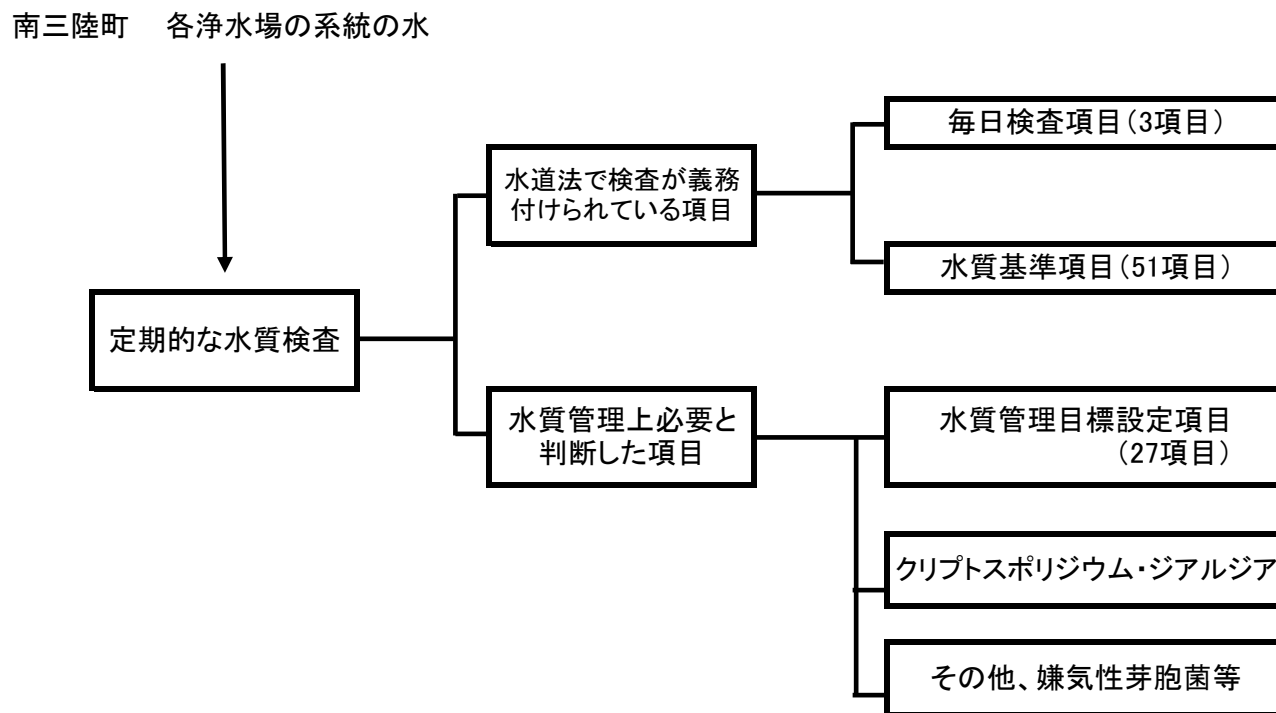 南三陸町　各浄水場の系統の水
毎日検査項目（3項目）
水道法で検査が義務
付けられている項目
水質基準項目（51項目）
定期的な水質検査
水質管理上必要と
判断した項目
水質管理目標設定項目
（27項目）
クリプトスポリジウム・ジアルジア
その他、嫌気性芽胞菌等